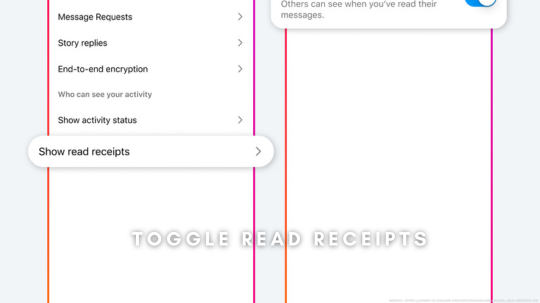 Message Requests
Story replies
End-to-end encryption
Who can see your activity
Show activity status
Show read receipts
Others can see when you've read their
messages.
TOGGLE READ RECEIPTS